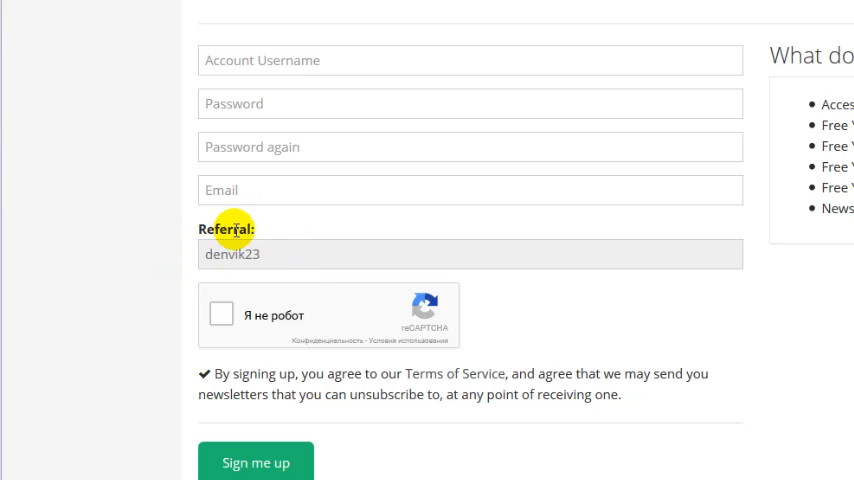 Account Username
Password
Password again
Email
Referral:
denvik23
Я не робот
reCAPTCHA
Конфиденциальность - Условия использования
By signing up, you agree to our Terms of Service, and agree that we may send you
newsletters that you can unsubscribe to, at any point of receiving one.
Sign me up
What do
Acces
Free Y
Free Y
Free Y
Free Y
News